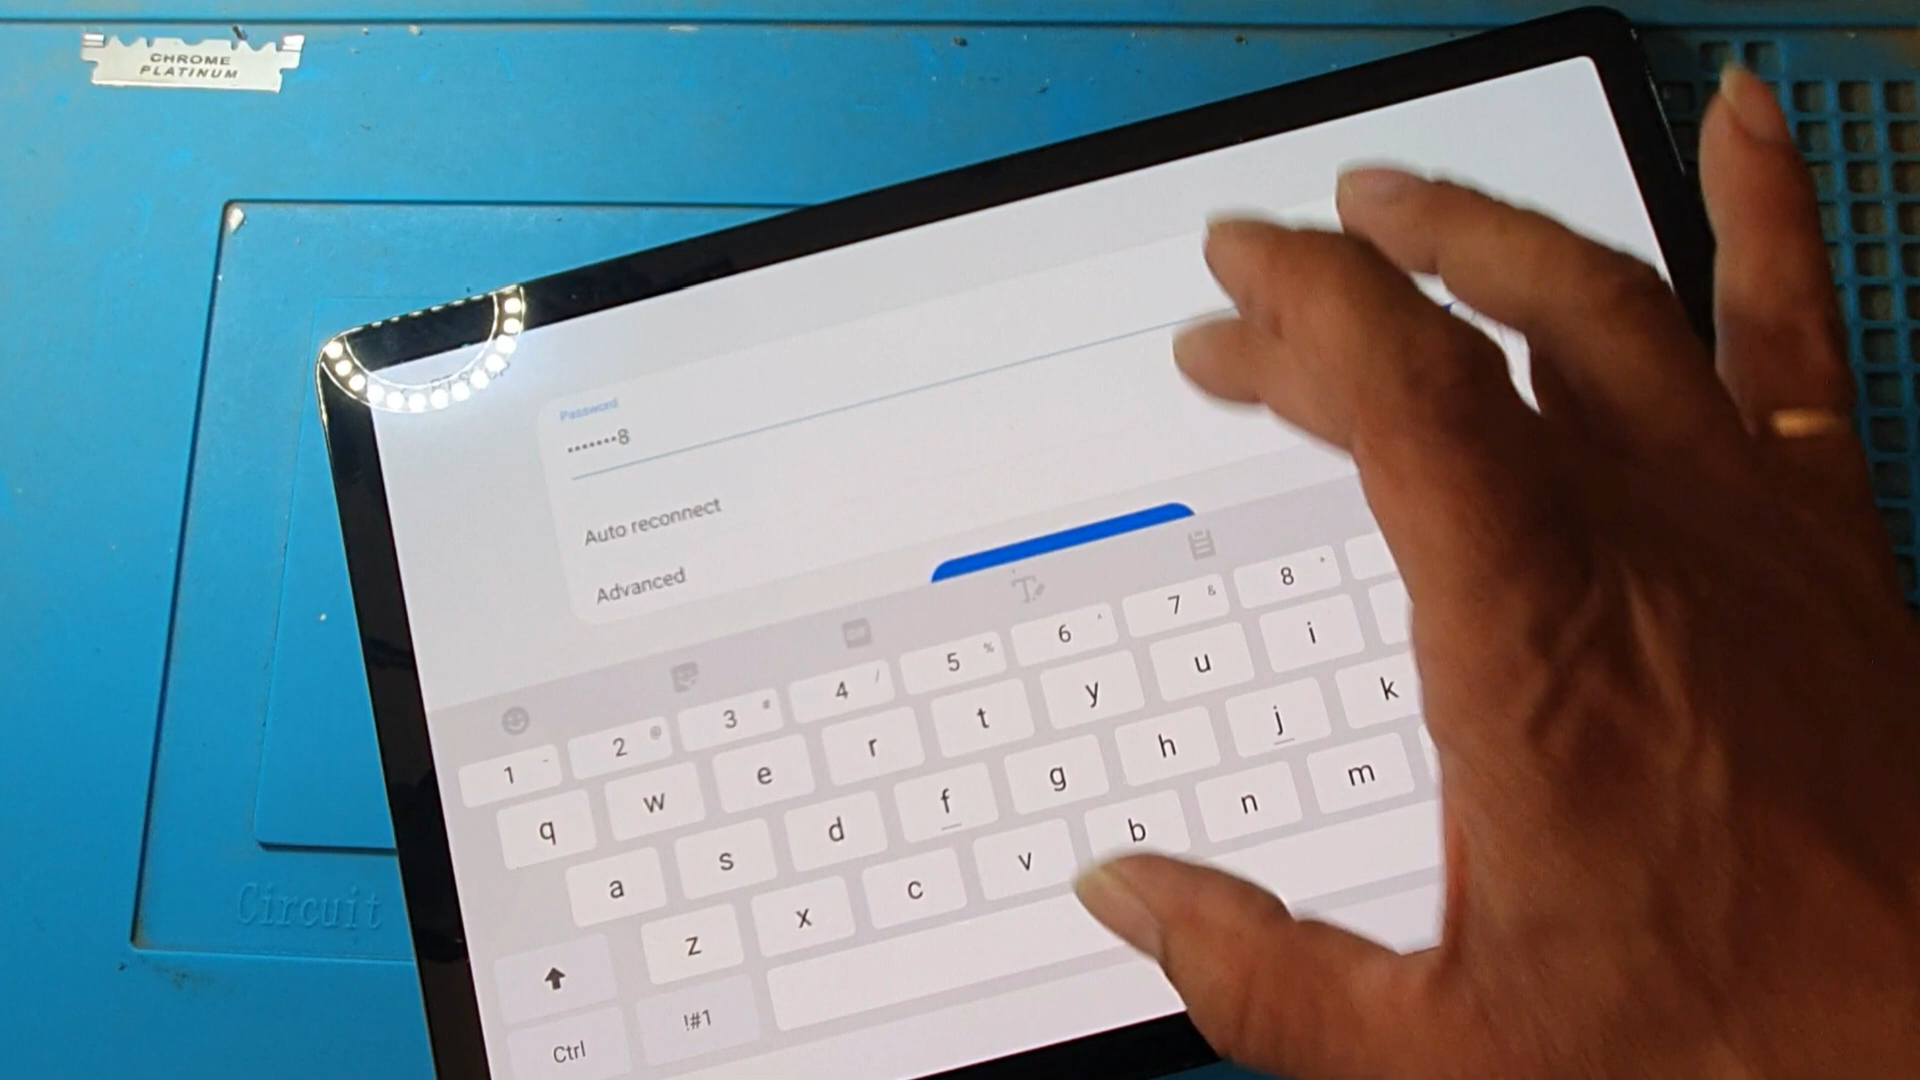 CHROME
PLATINUM
Password
•••••••8
Auto reconnect
Advanced
1 2 @ 3 # 4 / 5 % 6 ^ 7 & 8 *
q w e r t y u i
a s d f g h j k
z x c v b n m
Ctrl !#1
Circuit